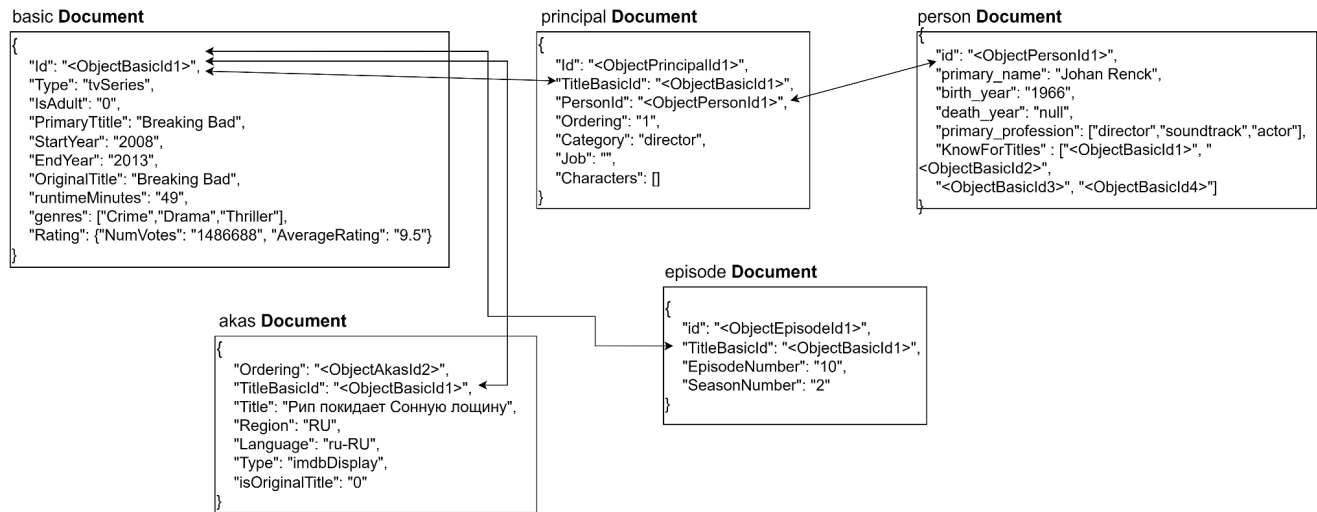 basic Document
{
"Id": "<ObjectBasicId1>",
"Type": "tvSeries",
"IsAdult": "0",
"PrimaryTtitle": "Breaking Bad",
"StartYear": "2008",
"EndYear": "2013",
"OriginalTitle": "Breaking Bad",
"runtimeMinutes": "49",
"genres": ["Crime","Drama","Thriller"],
"Rating": {"NumVotes": "1486688", "AverageRating": "9.5"}
}
principal Document
{
"Id": "<ObjectPrincipalId1>",
"TitleBasicId": "<ObjectBasicId1>",
"PersonId": "<ObjectPersonId1>",
"Ordering": "1",
"Category": "director",
"Job": "",
"Characters": []
}
person Document
{
"id": "<ObjectPersonId1>",
"primary_name": "Johan Renck",
"birth_year": "1966",
"death_year": "null",
"primary_profession": ["director","soundtrack","actor"],
"KnowForTitles" : ["<ObjectBasicId1>", "
<ObjectBasicId2>",
"<ObjectBasicId3>", "<ObjectBasicId4>"]
}
akas Document
{
"Ordering": "<ObjectAkasId2>",
"TitleBasicId": "<ObjectBasicId1>",
"Title": "Рип покидает Сонную лощину",
"Region": "RU",
"Language": "ru-RU",
"Type": "imdbDisplay",
"isOriginalTitle": "0"
}
episode Document
{
"id": "<ObjectEpisodeId1>",
"TitleBasicId": "<ObjectBasicId1>",
"EpisodeNumber": "10",
"SeasonNumber": "2"
}